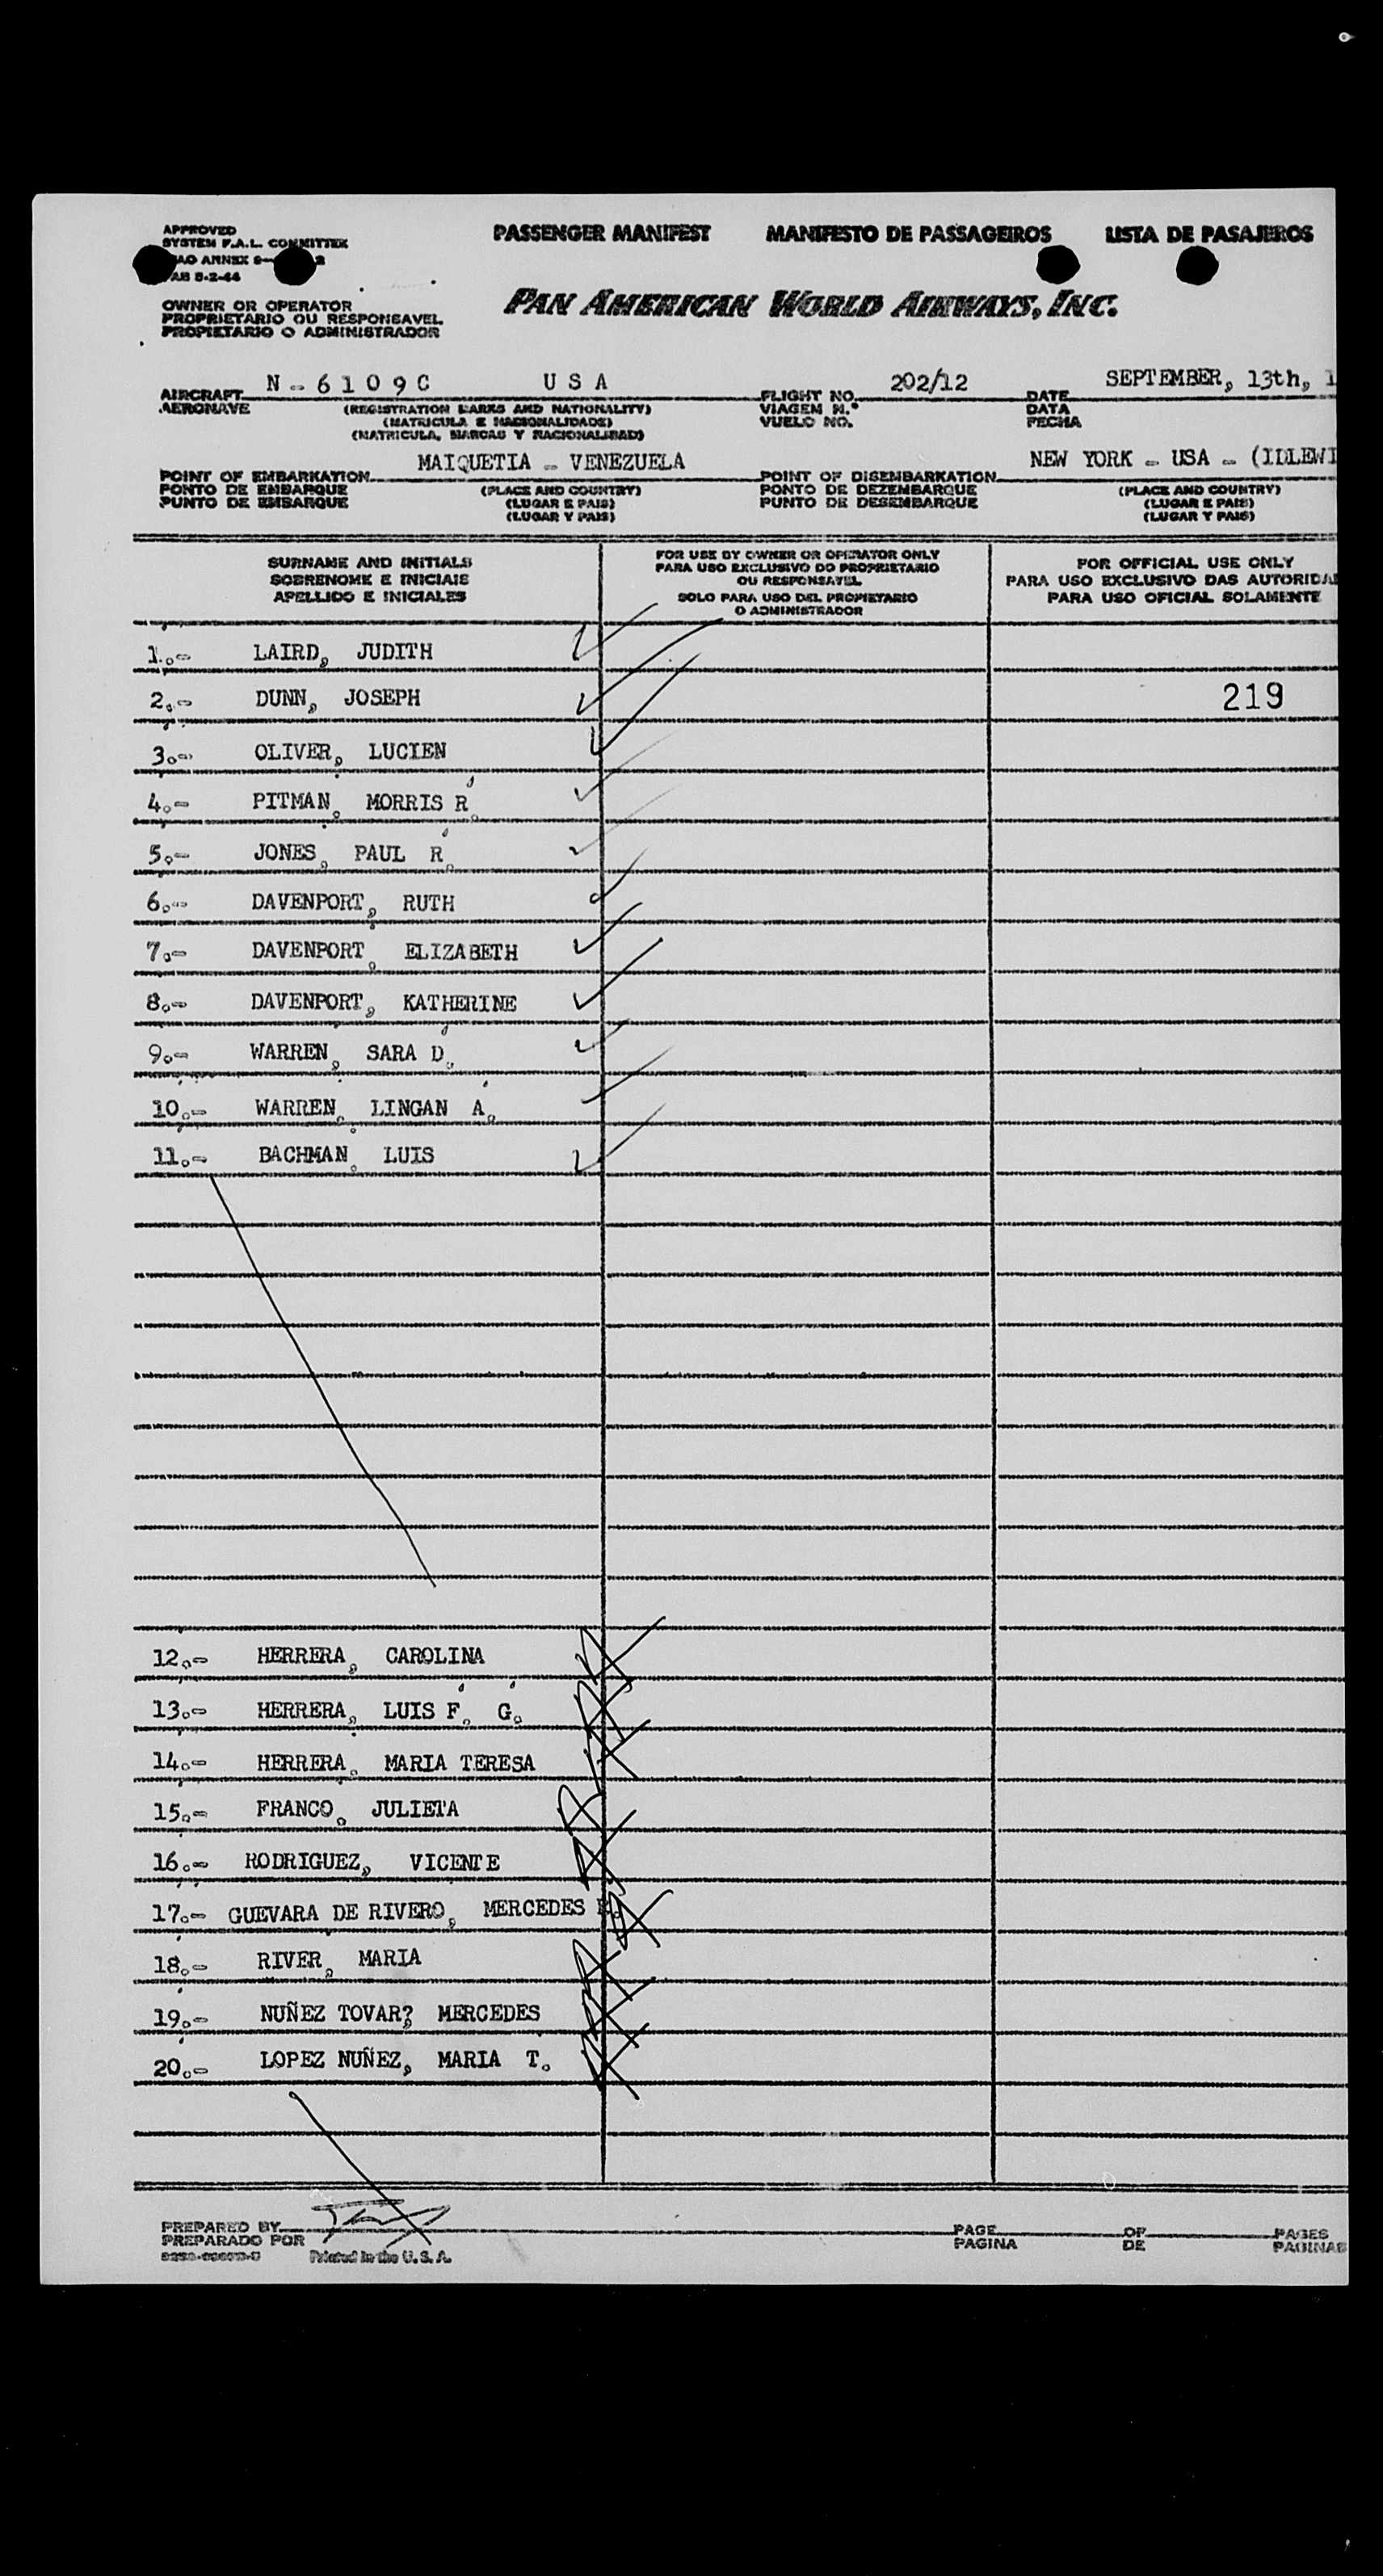 APPROVED
SYSTEM F.A.L. COMMITTEE
AO ANNEX 9-
AB 8-2-44
PASSENGER MANIFEST MANIFESTO DE PASSAGEIROS LISTA DE PASAJEROS
OWNER OR OPERATOR
PROPRIETARIO OU RESPONSAVEL
PROPIETARIO O ADMINISTRADOR
PAN AMERICAN WORLD AIRWAYS, INC.
AIRCRAFT N-6109C USA FLIGHT NO. 202/12 DATE SEPTEMBER, 13th, 1
AERONAVE (REGISTRATION MARKS AND NATIONALITY) VIAGEM N.º DATA
(MATRICULA E NACIONALIDADE) VUELO NO. FECHA
(MATRICULA, MARCAS Y NACIONALIDAD)
POINT OF EMBARKATION MAIQUETIA - VENEZUELA POINT OF DISEMBARKATION NEW YORK - USA - (IDLEWI
PONTO DE EMBARQUE (PLACE AND COUNTRY) PONTO DE DEZEMBARQUE (PLACE AND COUNTRY)
PUNTO DE EMBARQUE (LUGAR E PAIS) PUNTO DE DESEMBARQUE (LUGAR E PAIS)
(LUGAR Y PAIS) (LUGAR Y PAIS)
SURNAME AND INITIALS
SOBRENOME E INICIAIS
APELLIDO E INICIALES
FOR USE BY OWNER OR OPERATOR ONLY
PARA USO EXCLUSIVO DO PROPRIETARIO
OU RESPONSAVEL
SOLO PARA USO DEL PROPIETARIO
O ADMINISTRADOR
FOR OFFICIAL USE ONLY
PARA USO EXCLUSIVO DAS AUTORIDA
PARA USO OFICIAL SOLAMENTE
1.- LAIRD, JUDITH
2.- DUNN, JOSEPH 219
3.- OLIVER, LUCIEN
4.- PITMAN, MORRIS R.
5.- JONES, PAUL R.
6.- DAVENPORT, RUTH
7.- DAVENPORT, ELIZABETH
8.- DAVENPORT, KATHERINE
9.- WARREN, SARA D.
10.- WARREN, LINGAN A.
11.- BACHMAN, LUIS
12.- HERRERA, CAROLINA
13.- HERRERA, LUIS F. G.
14.- HERRERA, MARIA TERESA
15.- FRANCO, JULIETA
16.- RODRIGUEZ, VICENTE
17.- GUEVARA DE RIVERO, MERCEDES
18.- RIVER, MARIA
19.- NUÑEZ TOVAR? MERCEDES
20.- LOPEZ NUÑEZ, MARIA T.
PREPARED BY PAGE OF PAGES
PREPARADO POR PAGINA DE PAGINAS
Printed in the U.S.A.